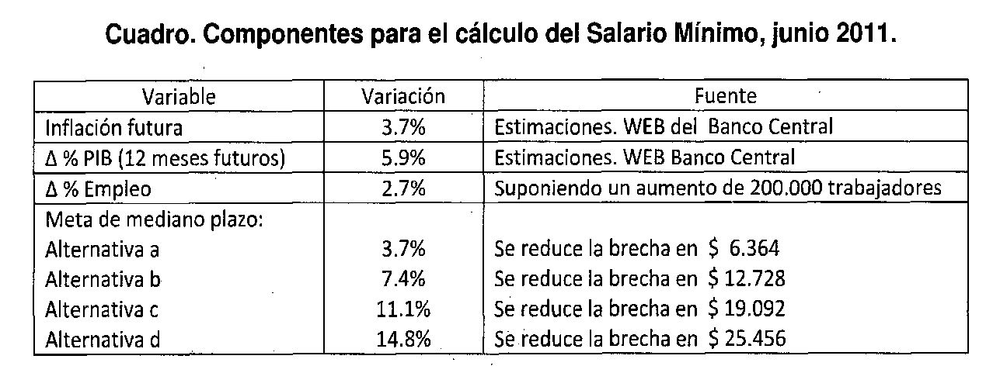 Cuadro. Componentes para el cálculo del Salario Mínimo, junio 2011.
Variable Variación Fuente
Inflación futura 3.7% Estimaciones. WEB del Banco Central
Δ % PIB (12 meses futuros) 5.9% Estimaciones. WEB Banco Central
Δ % Empleo 2.7% Suponiendo un aumento de 200.000 trabajadores
Meta de mediano plazo:
Alternativa a 3.7% Se reduce la brecha en $ 6.364
Alternativa b 7.4% Se reduce la brecha en $ 12.728
Alternativa c 11.1% Se reduce la brecha en $ 19.092
Alternativa d 14.8% Se reduce la brecha en $ 25.456